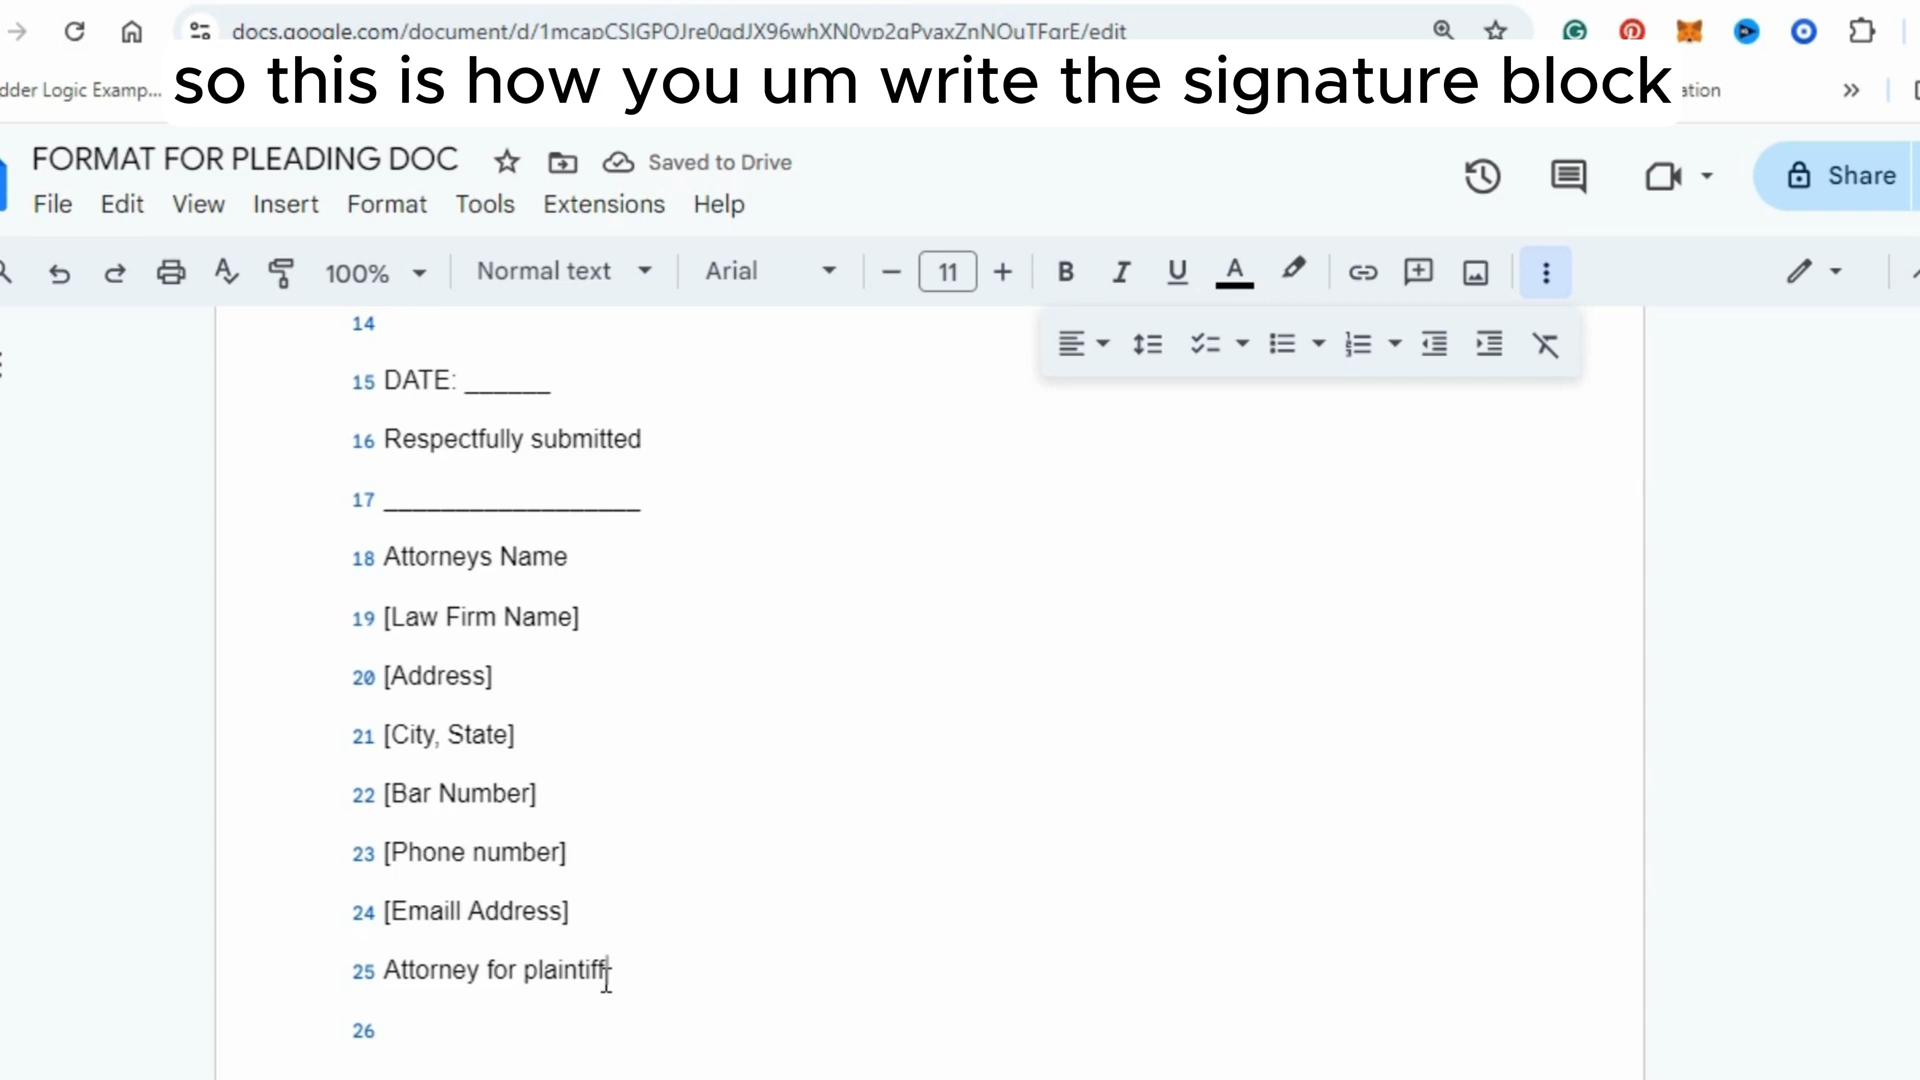 docs.google.com/document/d/1mcapCSIGPOJre0gdJX96whXN0vp2gPyaxZnNOuTFgrE/edit
dder Logic Examp...
so this is how you um write the signature block
ation
FORMAT FOR PLEADING DOC
Saved to Drive
File Edit View Insert Format Tools Extensions Help
Share
100% Normal text Arial 11
14
15 DATE: ______
16 Respectfully submitted
17 __________________
18 Attorneys Name
19 [Law Firm Name]
20 [Address]
21 [City, State]
22 [Bar Number]
23 [Phone number]
24 [Emaill Address]
25 Attorney for plaintiff
26